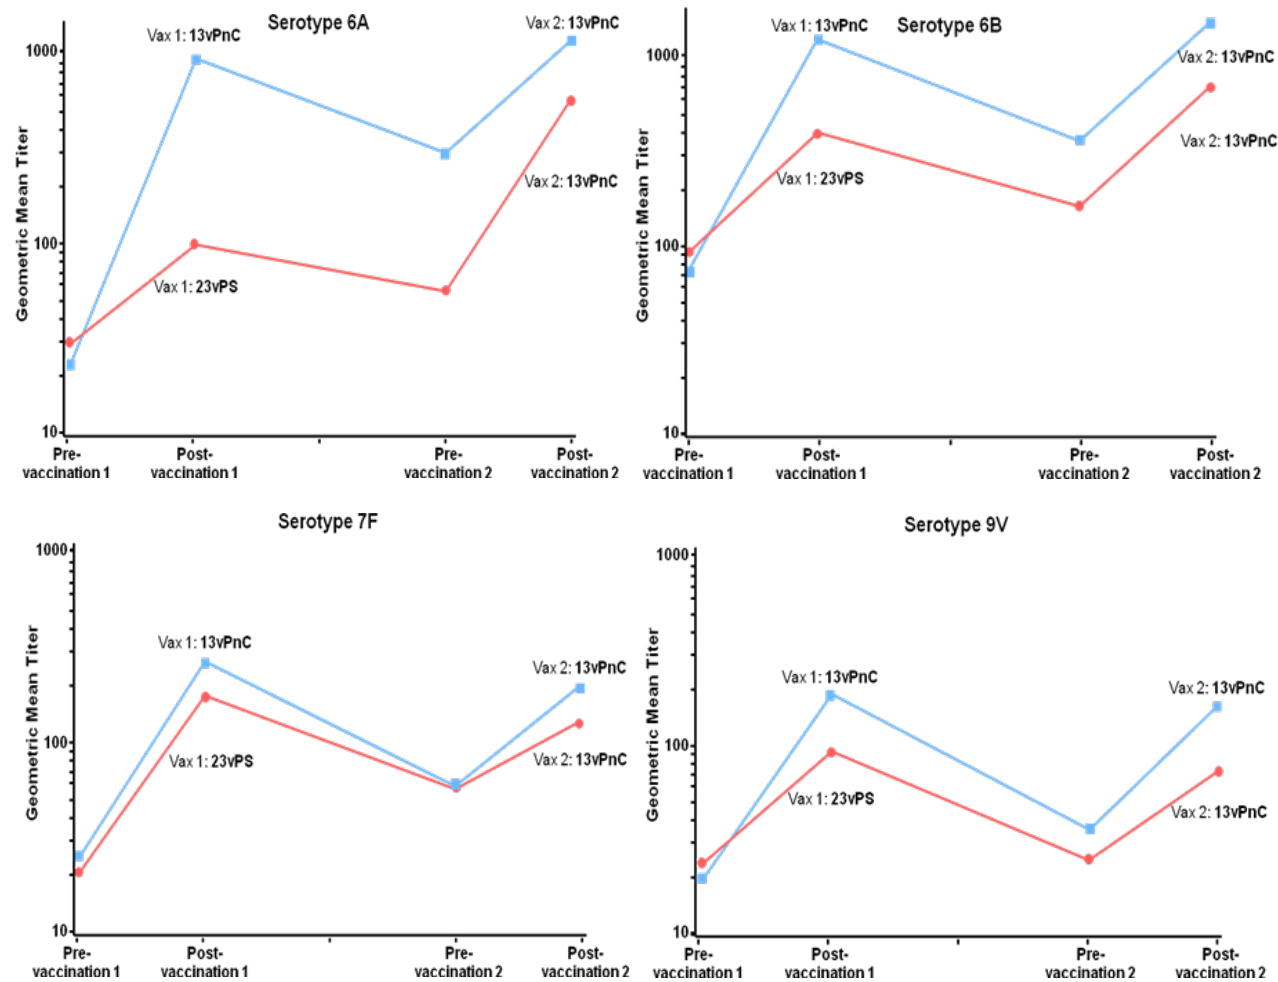 Serotype 6A
Vax 1: 13vPnC
Vax 2: 13vPnC
1000
100
10
Geometric Mean Titer
Vax 2: 13vPnC
Vax 1: 23vPS
Pre-
vaccination 1
Post-
vaccination 1
Pre-
vaccination 2
Post-
vaccination 2
Serotype 6B
Vax 1: 13vPnC
1000
100
10
Geometric Mean Titer
Vax 2: 13vPnC
Vax 2: 13vPnC
Vax 1: 23vPS
Pre-
vaccination 1
Post-
vaccination 1
Pre-
vaccination 2
Post-
vaccination 2
Serotype 7F
1000
100
10
Geometric Mean Titer
Vax 1: 13vPnC
Vax 2: 13vPnC
Vax 1: 23vPS
Vax 2: 13vPnC
Pre-
vaccination 1
Post-
vaccination 1
Pre-
vaccination 2
Post-
vaccination 2
Serotype 9V
1000
100
10
Geometric Mean Titer
Vax 1: 13vPnC
Vax 2: 13vPnC
Vax 1: 23vPS
Vax 2: 13vPnC
Pre-
vaccination 1
Post-
vaccination 1
Pre-
vaccination 2
Post-
vaccination 2